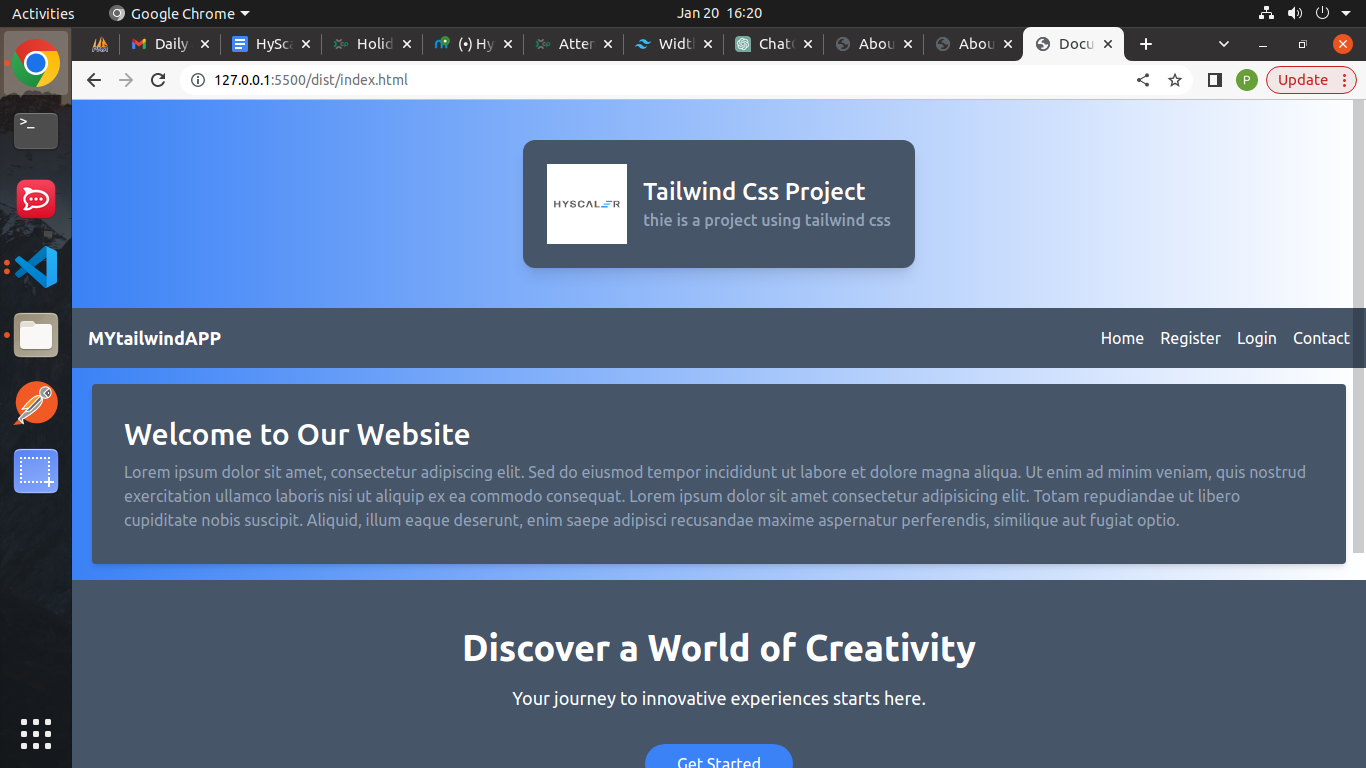 Activities
Google Chrome
Jan 20 16:20
Daily
HySca
Holid
(•) Hy
Atter
Widtl
ChatG
Abou
Abou
Docu
127.0.0.1:5500/dist/index.html
P
Update
HYSCALER
Tailwind Css Project
thie is a project using tailwind css
MYtailwindAPP
Home
Register
Login
Contact
Welcome to Our Website
Lorem ipsum dolor sit amet, consectetur adipiscing elit. Sed do eiusmod tempor incididunt ut labore et dolore magna aliqua. Ut enim ad minim veniam, quis nostrud
exercitation ullamco laboris nisi ut aliquip ex ea commodo consequat. Lorem ipsum dolor sit amet consectetur adipisicing elit. Totam repudiandae ut libero
cupiditate nobis suscipit. Aliquid, illum eaque deserunt, enim saepe adipisci recusandae maxime aspernatur perferendis, similique aut fugiat optio.
Discover a World of Creativity
Your journey to innovative experiences starts here.
Get Started